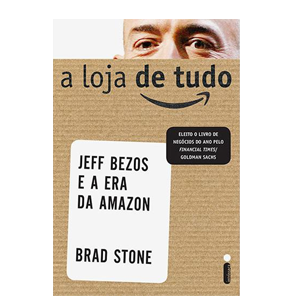 a loja de tudo
ELEITO O LIVRO DE
NEGÓCIOS DO ANO PELO
FINANCIAL TIMES/
GOLDMAN SACHS
JEFF BEZOS
E A ERA
DA AMAZON
BRAD STONE